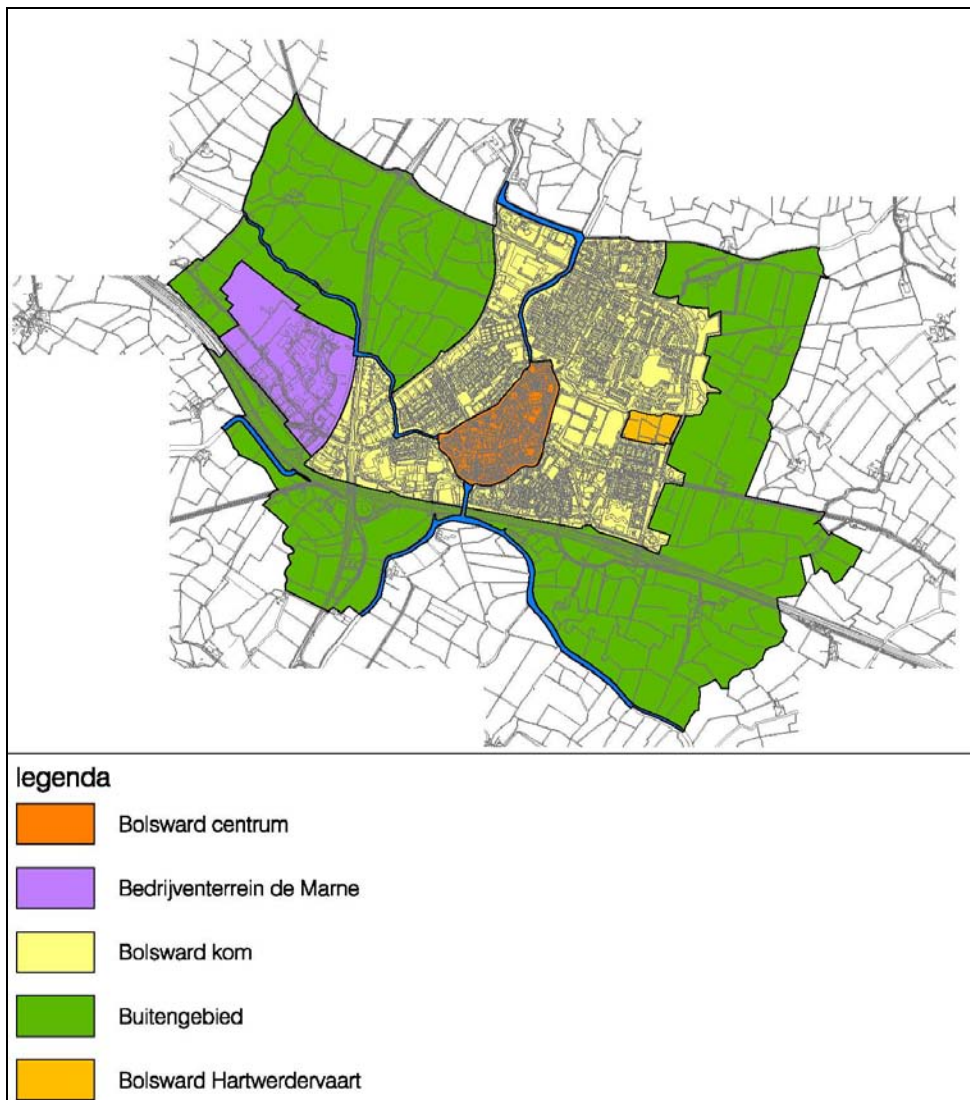 legenda
Bolsward centrum
Bedrijventerrein de Marne
Bolsward kom
Buitengebied
Bolsward Hartwerdervaart